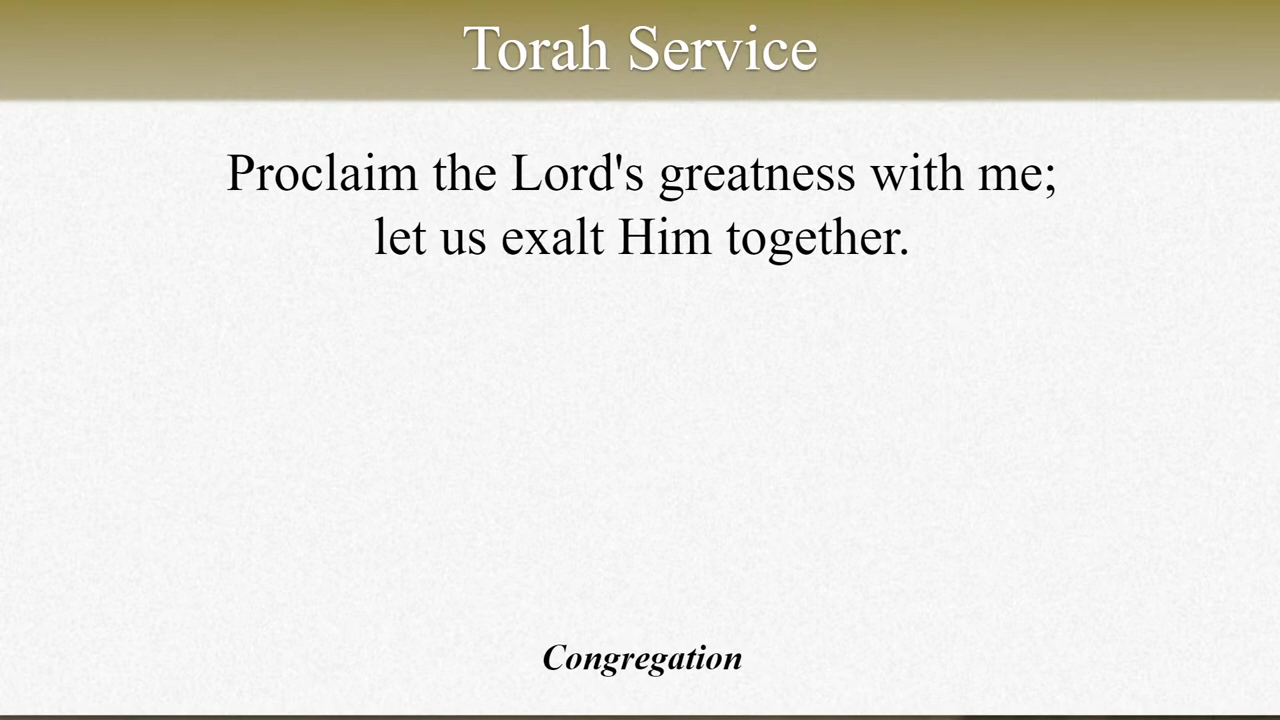 Torah Service
Proclaim the Lord's greatness with me;
let us exalt Him together.
Congregation